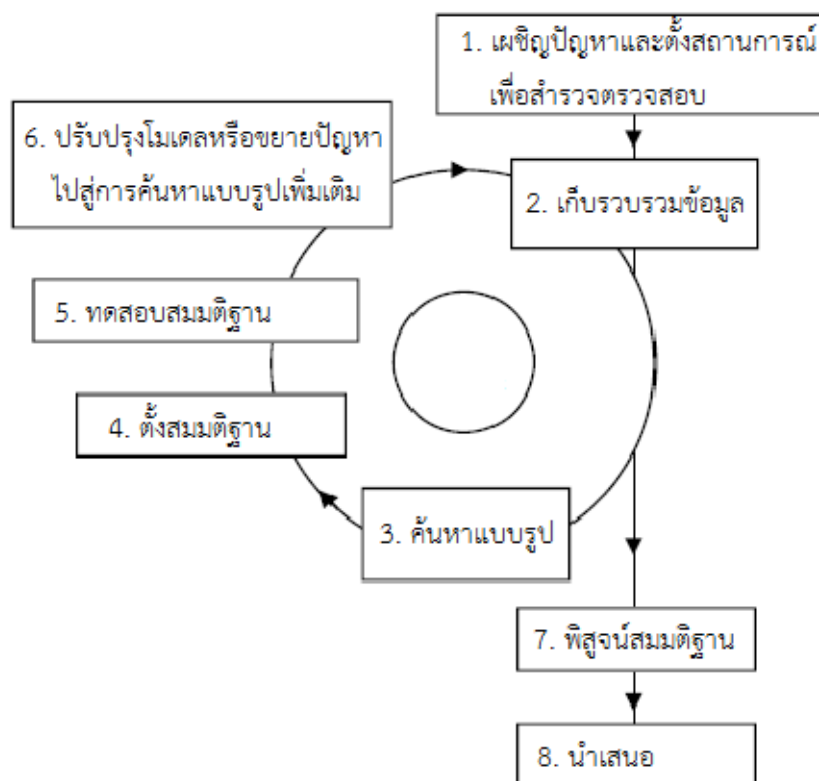 1. เผชิญปัญหาและตั้งสถานการณ์
เพื่อสำรวจตรวจสอบ
2. เก็บรวบรวมข้อมูล
3. ค้นหาแบบรูป
4. ตั้งสมมติฐาน
5. ทดสอบสมมติฐาน
6. ปรับปรุงโมเดลหรือขยายปัญหา
ไปสู่การค้นหาแบบรูปเพิ่มเติม
7. พิสูจน์สมมติฐาน
8. นำเสนอ